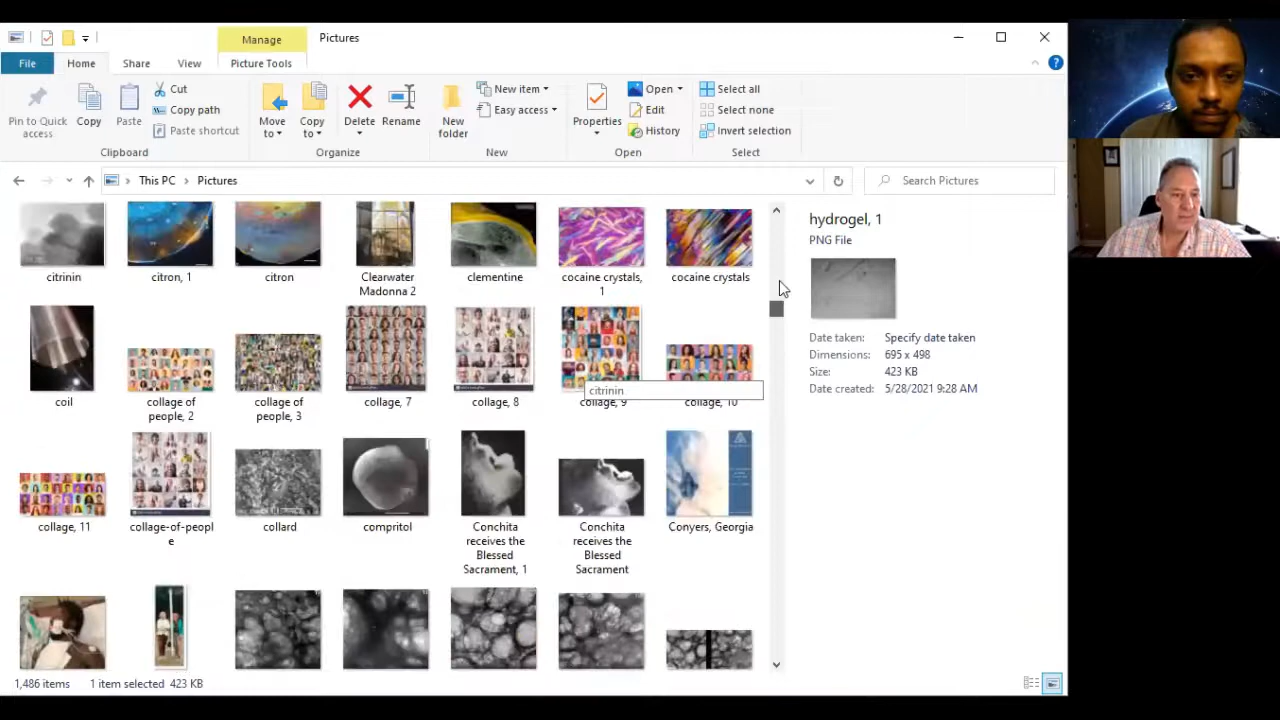 Manage
Pictures
File
Home
Share
View
Picture Tools
Pin to Quick
access
Copy
Paste
Cut
Copy path
Paste shortcut
Clipboard
Move
to
Copy
to
Delete
Rename
Organize
New
folder
New item
Easy access
New
Properties
Open
Edit
History
Open
Select all
Select none
Invert selection
Select
This PC
Pictures
Search Pictures
citrinin
citron, 1
citron
Clearwater
Madonna 2
clementine
cocaine crystals,
1
cocaine crystals
coil
collage of
people, 2
collage of
people, 3
collage, 7
collage, 8
collage, 9
collage, 10
citrinin
collage, 11
collage-of-peopl
e
collard
compritol
Conchita
receives the
Blessed
Sacrament, 1
Conchita
receives the
Blessed
Sacrament
Conyers, Georgia
hydrogel, 1
PNG File
Date taken: Specify date taken
Dimensions: 695 x 498
Size: 423 KB
Date created: 5/28/2021 9:28 AM
1,486 items 1 item selected 423 KB